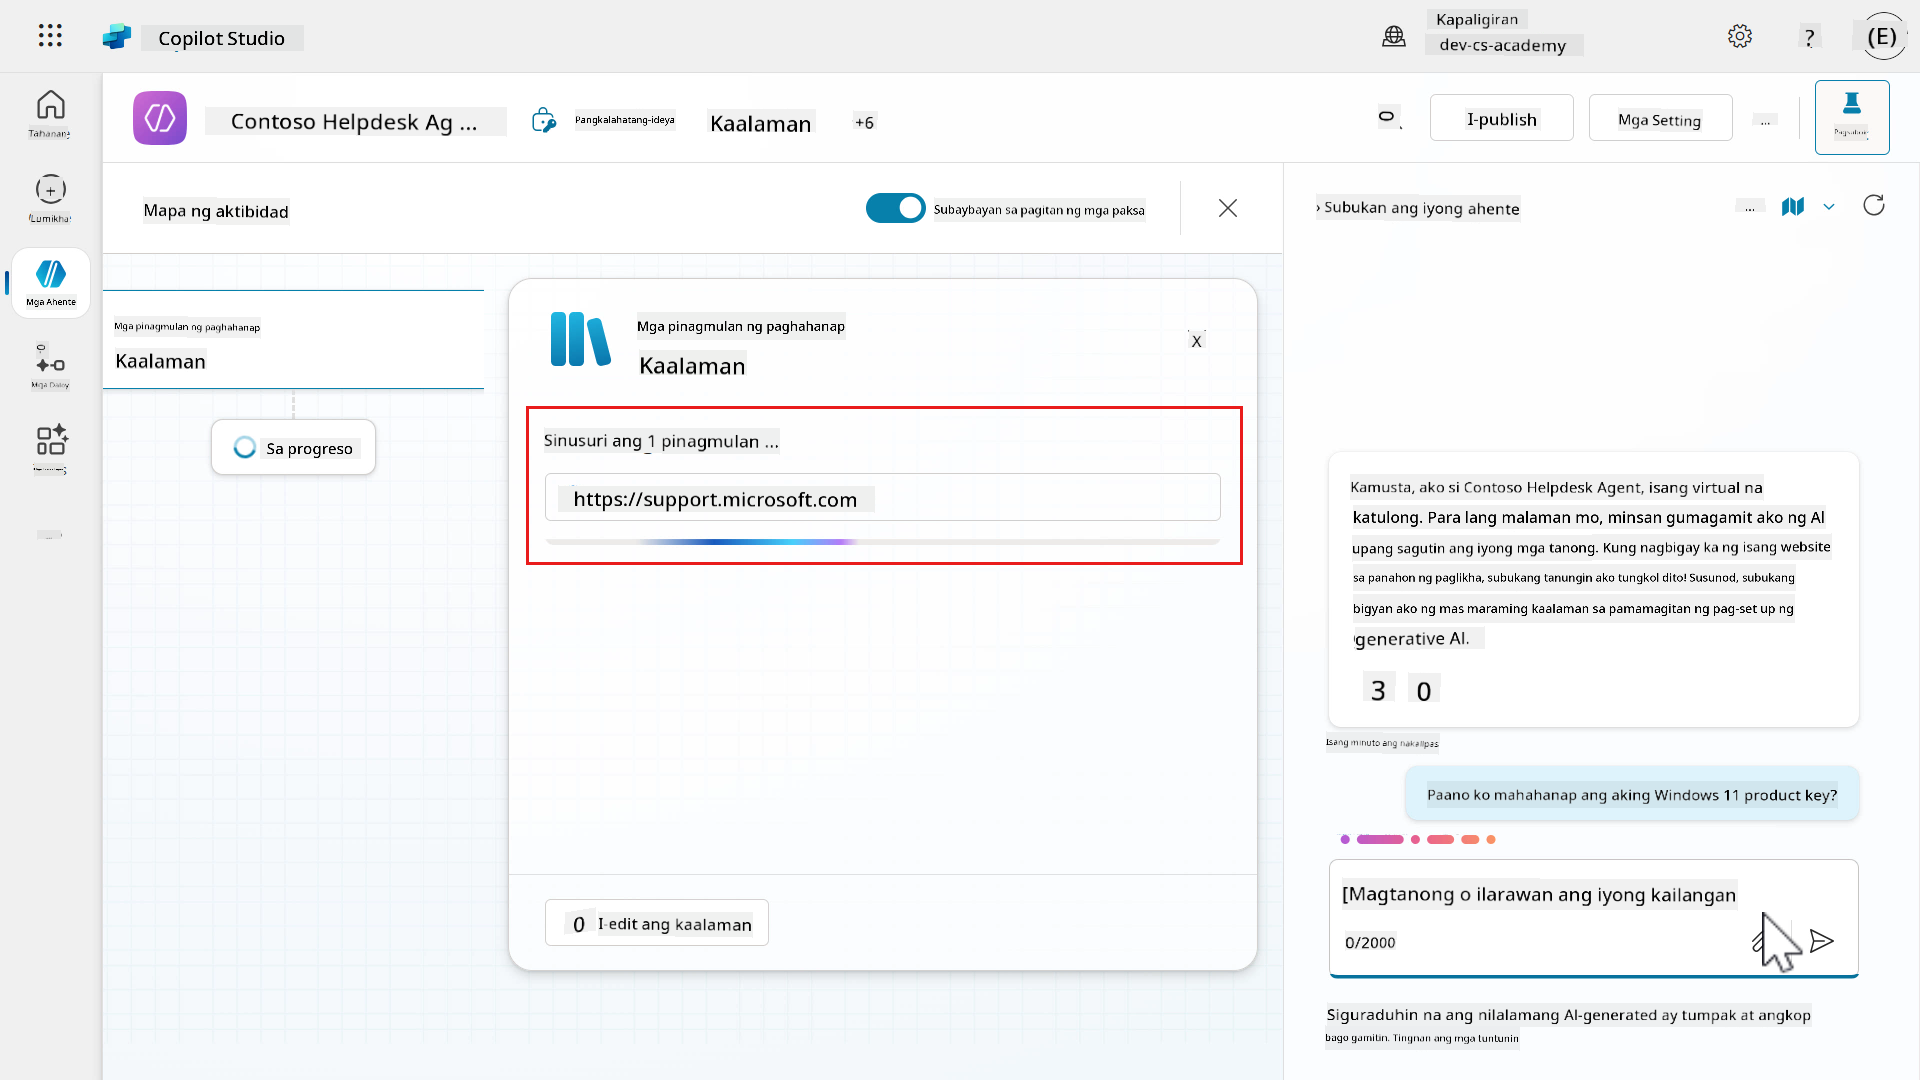 Copilot Studio
Kapaligiran
dev-cs-academy
?
(E)
Tahanan
Lumikha
Mga Ahente
Mga Daloy
...
Contoso Helpdesk Ag ...
Pangkalahatang-ideya
Kaalaman
+6
I-publish
Mga Setting
...
Mapa ng aktibidad
Subaybayan sa pagitan ng mga paksa
Mga pinagmulan ng paghahanap
Kaalaman
Sa progreso
Mga pinagmulan ng paghahanap
Kaalaman
X
Sinusuri ang 1 pinagmulan ...
https://support.microsoft.com
0 I-edit ang kaalaman
› Subukan ang iyong ahente
...
Kamusta, ako si Contoso Helpdesk Agent, isang virtual na
katulong. Para lang malaman mo, minsan gumagamit ako ng AI
upang sagutin ang iyong mga tanong. Kung nagbigay ka ng isang website
sa panahon ng paglikha, subukang tanungin ako tungkol dito! Susunod, subukang
bigyan ako ng mas maraming kaalaman sa pamamagitan ng pag-set up ng
generative AI.
3 0
Isang minuto ang nakalipas
Paano ko mahahanap ang aking Windows 11 product key?
[Magtanong o ilarawan ang iyong kailangan
0/2000
Siguraduhin na ang nilalamang AI-generated ay tumpak at angkop
bago gamitin. Tingnan ang mga tuntunin